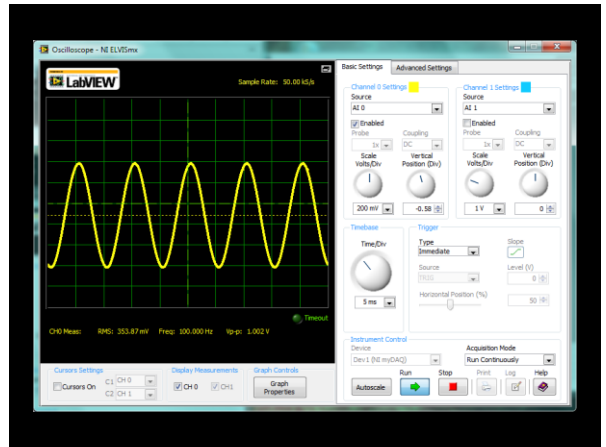 Oscilloscope - NI ELVISmx
LabVIEW
Sample Rate: 50.00 kS/s
Timeout
CH0 Meas: RMS: 353.87 mV Freq: 100.000 Hz Vp-p: 1.002 V
Cursors Settings
Cursors On
C1 CH 0
C2 CH 1
Display Measurements
CH 0
CH1
Graph Controls
Graph
Properties
Basic Settings
Advanced Settings
Channel 0 Settings
Source
AI 0
Enabled
Probe
Coupling
1x
DC
Scale
Volts/Div
Vertical
Position (Div)
200 mV
-0.58
Channel 1 Settings
Source
AI 1
Enabled
Probe
Coupling
1x
DC
Scale
Volts/Div
Vertical
Position (Div)
1 V
0
Timebase
Time/Div
5 ms
Trigger
Type
Immediate
Slope
Source
TRIG
Level (V)
0
Horizontal Position (%)
50
Instrument Control
Device
Dev1 (NI myDAQ)
Acquisition Mode
Run Continuously
Run
Stop
Print
Log
Help
Autoscale